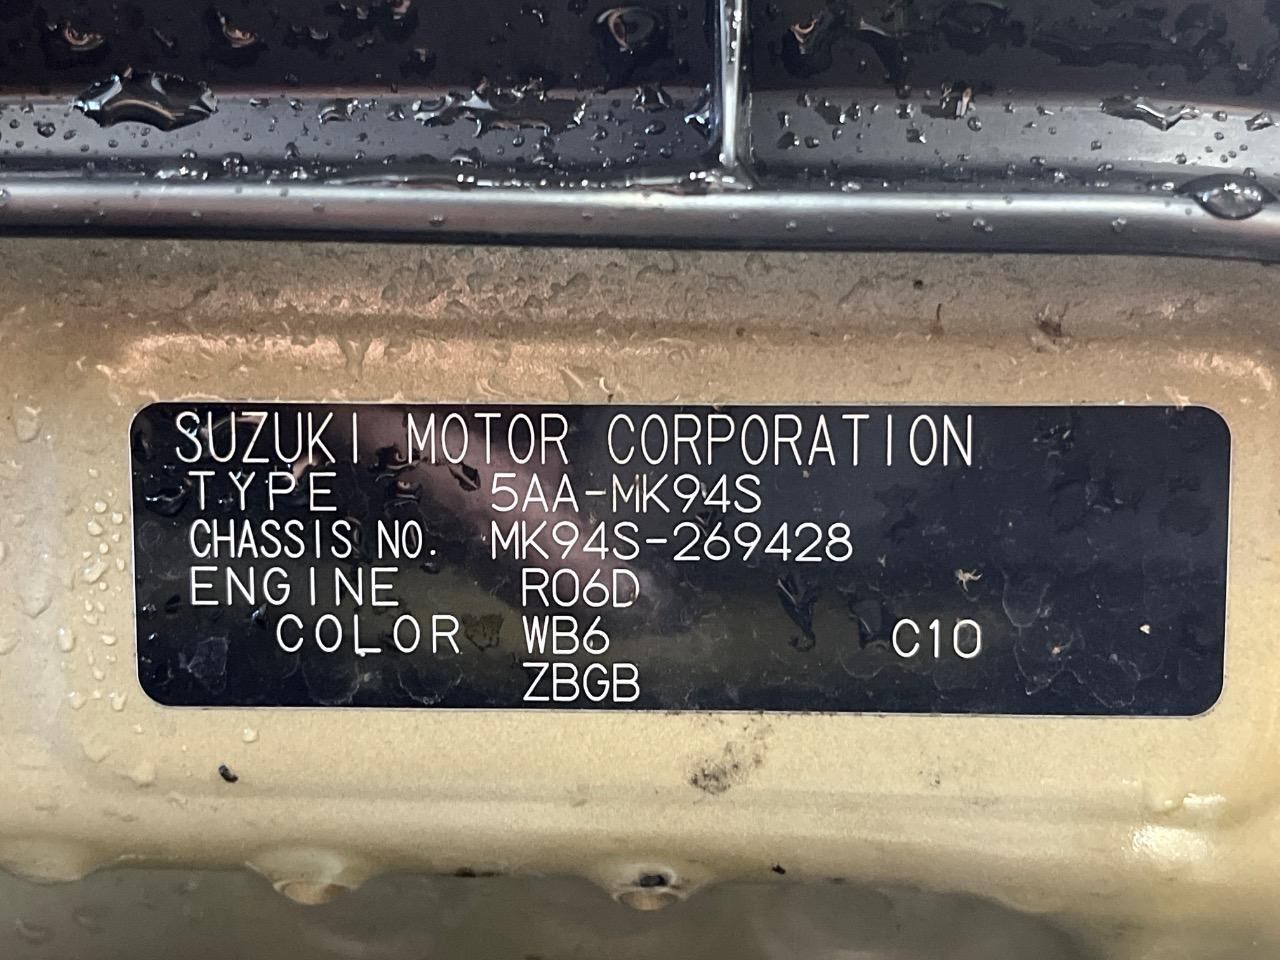 SUZUKI MOTOR CORPORATION
TYPE 5AA-MK94S
CHASSIS NO. MK94S-269428
ENGINE R06D
COLOR WB6 C10
ZBGB